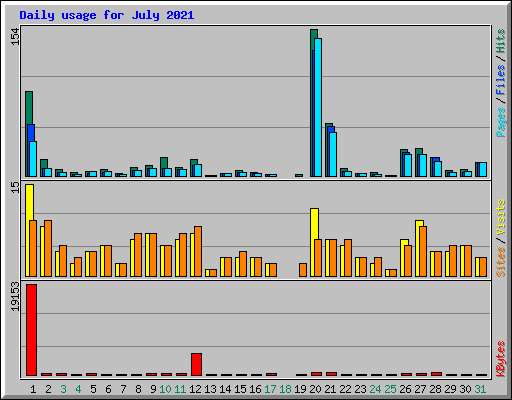 Daily usage for July 2021
154
Pages / Files / Hits
15
Sites / Visits
19153
KBytes
1 2 3 4 5 6 7 8 9 10 11 12 13 14 15 16 17 18 19 20 21 22 23 24 25 26 27 28 29 30 31